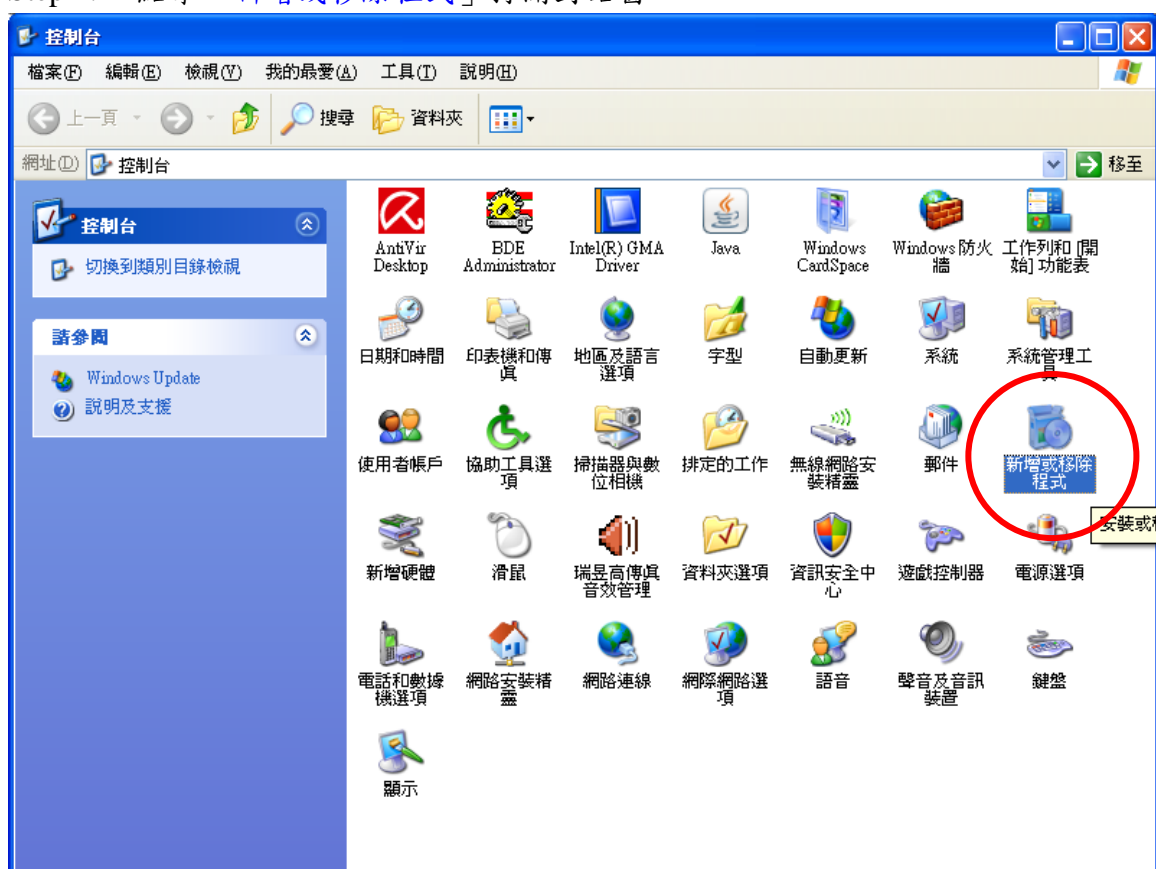 新增或移除程式
控制台
檔案(F) 編輯(E) 檢視(V) 我的最愛(A) 工具(T) 說明(H)
上一頁 搜尋 資料夾
網址(D) 控制台 移至
控制台
切換到類別目錄檢視
請參閱
Windows Update
說明及支援
AntiVir
Desktop
BDE
Administrator
Intel(R) GMA
Driver
Java
Windows
CardSpace
Windows 防火
牆
工作列和 [開
始] 功能表
日期和時間
印表機和傳
真
地區及語言
選項
字型
自動更新
系統
系統管理工
具
使用者帳戶
協助工具選
項
掃描器與數
位相機
排定的工作
無線網路安
裝精靈
郵件
新增或移除
程式
安裝或
新增硬體
滑鼠
瑞昱高傳真
音效管理
資料夾選項
資訊安全中
心
遊戲控制器
電源選項
電話和數據
機選項
網路安裝精
靈
網路連線
網際網路選
項
語音
聲音及音訊
裝置
鍵盤
顯示